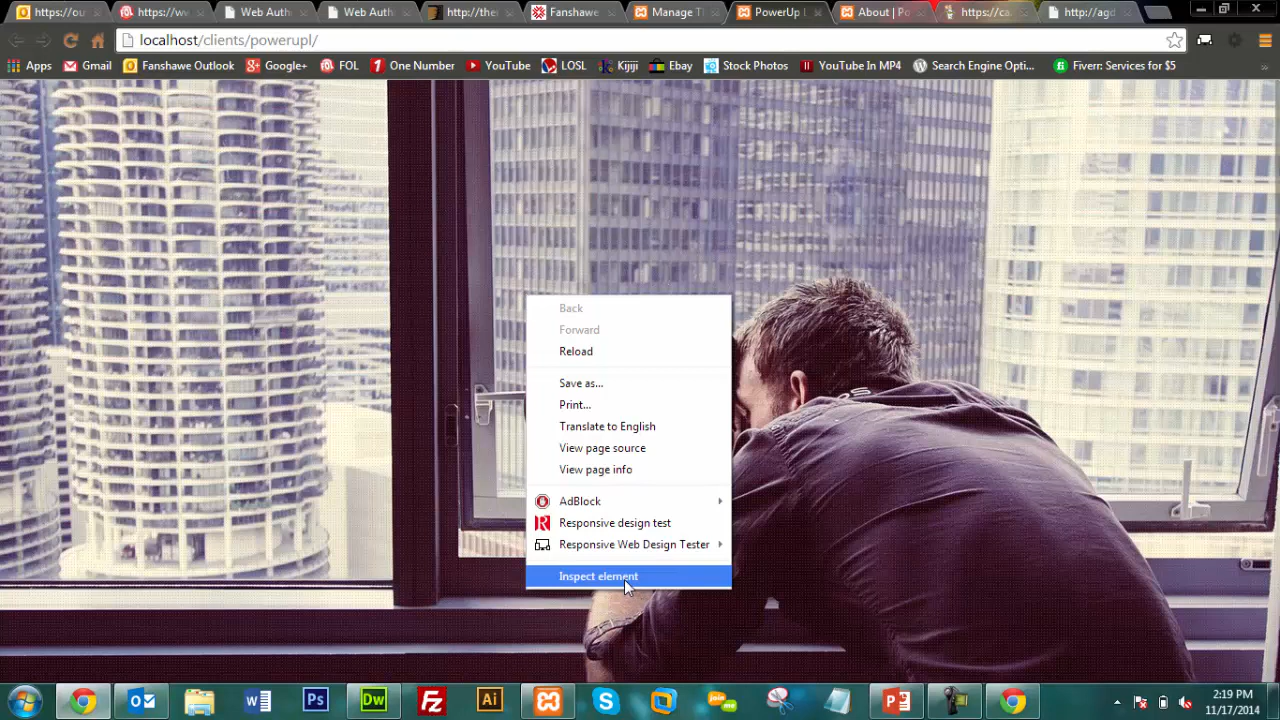 https://ou
https://ww
Web Auth
Web Auth
http://the
Fanshawe
Manage T
PowerUp
About | Po
https://ca
http://agd
localhost/clients/powerupl/
Apps
Gmail
Fanshawe Outlook
Google+
FOL
One Number
YouTube
LOSL
Kijiji
Ebay
Stock Photos
YouTube In MP4
Search Engine Opti...
Fiverr: Services for $5
Back
Forward
Reload
Save as...
Print...
Translate to English
View page source
View page info
AdBlock
Responsive design test
Responsive Web Design Tester
Inspect element
2:19 PM
11/17/2014